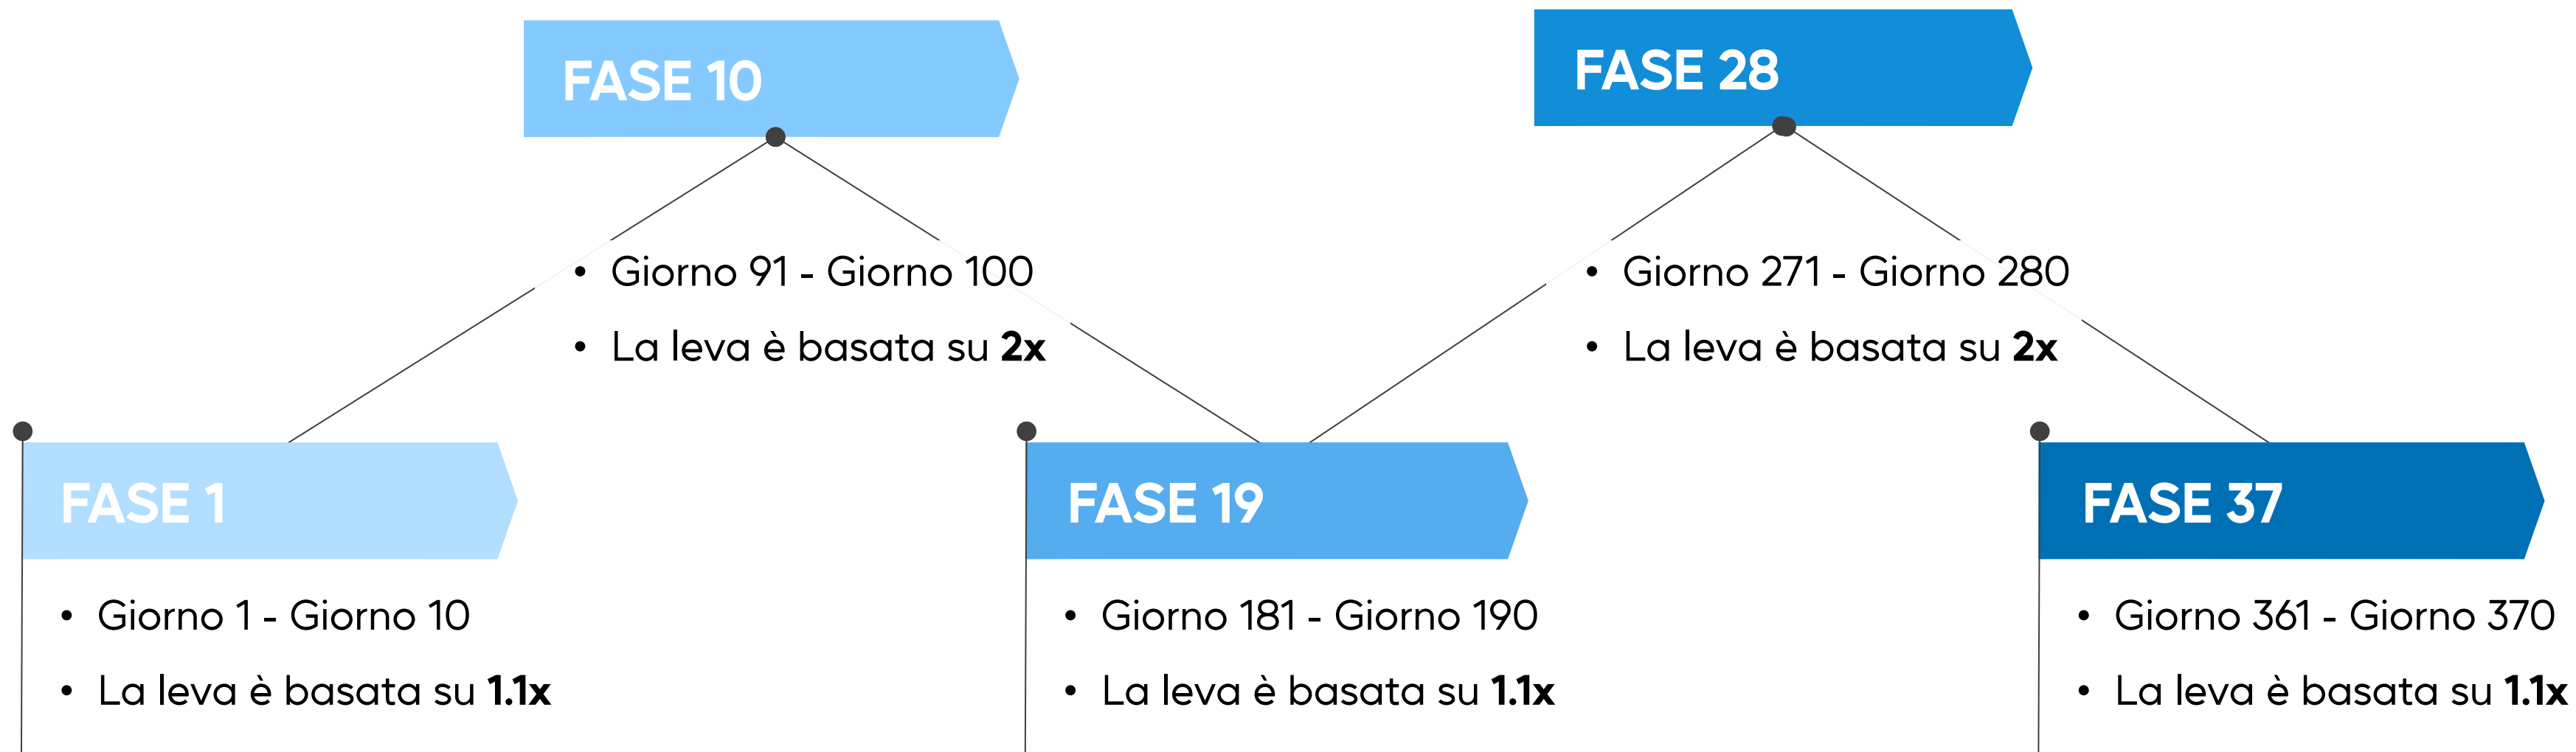 FASE 10
• Giorno 91 - Giorno 100
• La leva è basata su 2x
FASE 28
• Giorno 271 - Giorno 280
• La leva è basata su 2x
FASE 1
• Giorno 1 - Giorno 10
• La leva è basata su 1.1x
FASE 19
• Giorno 181 - Giorno 190
• La leva è basata su 1.1x
FASE 37
• Giorno 361 - Giorno 370
• La leva è basata su 1.1x